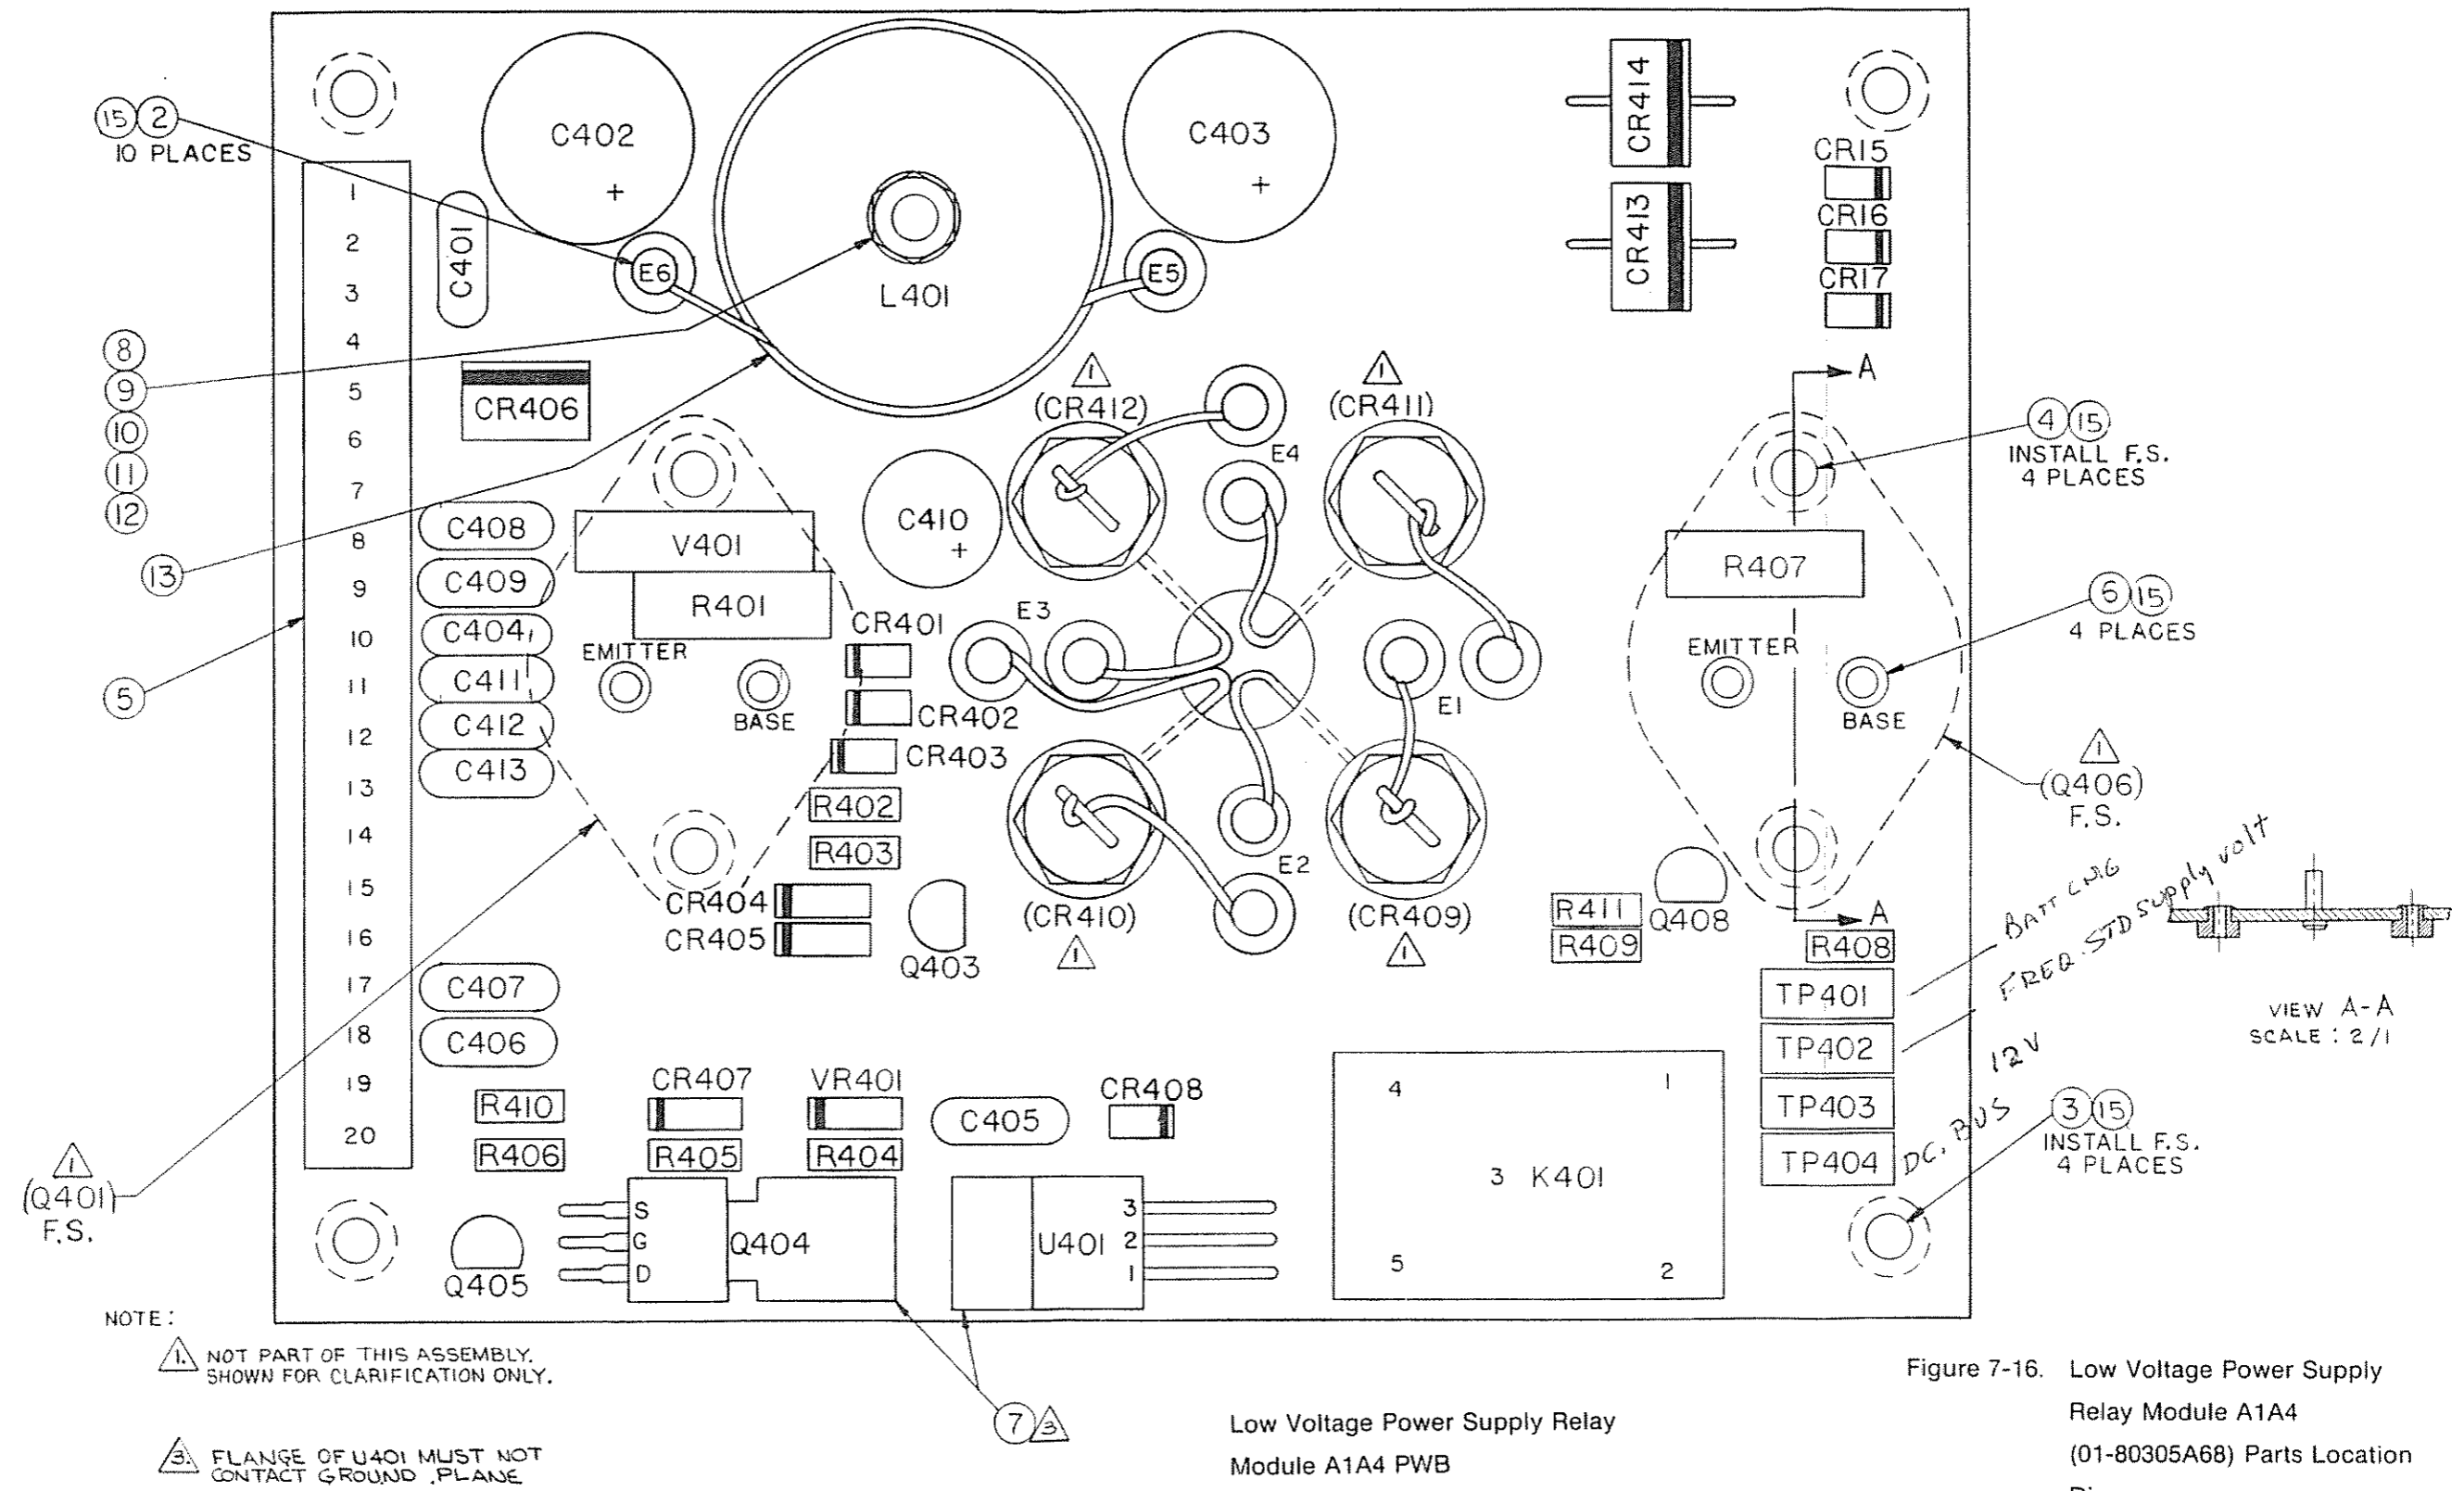 C402
+
L401
C403
+
CR414
CR413
CR15
CR16
CR17
15 2
10 PLACES
1
2
3
4
5
6
7
8
9
10
11
12
13
14
15
16
17
18
19
20
C401
E6
E5
8
9
10
11
12
13
5
CR406
1
(CR412)
1
(CR411)
E4
A
4 15
INSTALL F.S.
4 PLACES
C408
C409
C404
C411
C412
C413
V401
R401
C410
+
R407
6 15
4 PLACES
EMITTER
BASE
CR401
CR402
CR403
E3
E1
EMITTER
BASE
1
(Q406)
F.S.
R402
R403
CR404
CR405
Q403
E2
(CR410)
1
(CR409)
1
R411
R409
Q408
A
R408
BATT CHG
FREQ. STD supply volt
VIEW A-A
SCALE : 2/1
C407
C406
TP401
TP402
TP403
TP404
12V
DC. BUS
3 15
INSTALL F.S.
4 PLACES
R410
R406
CR407
R405
VR401
R404
C405
CR408
4
1
3 K401
5
2
1
(Q401)
F.S.
Q405
S
G
D
Q404
U401
3
2
1
NOTE:
1. NOT PART OF THIS ASSEMBLY.
SHOWN FOR CLARIFICATION ONLY.
3. FLANGE OF U401 MUST NOT
CONTACT GROUND PLANE
7 3
Low Voltage Power Supply Relay
Module A1A4 PWB
Figure 7-16. Low Voltage Power Supply
Relay Module A1A4
(01-80305A68) Parts Location